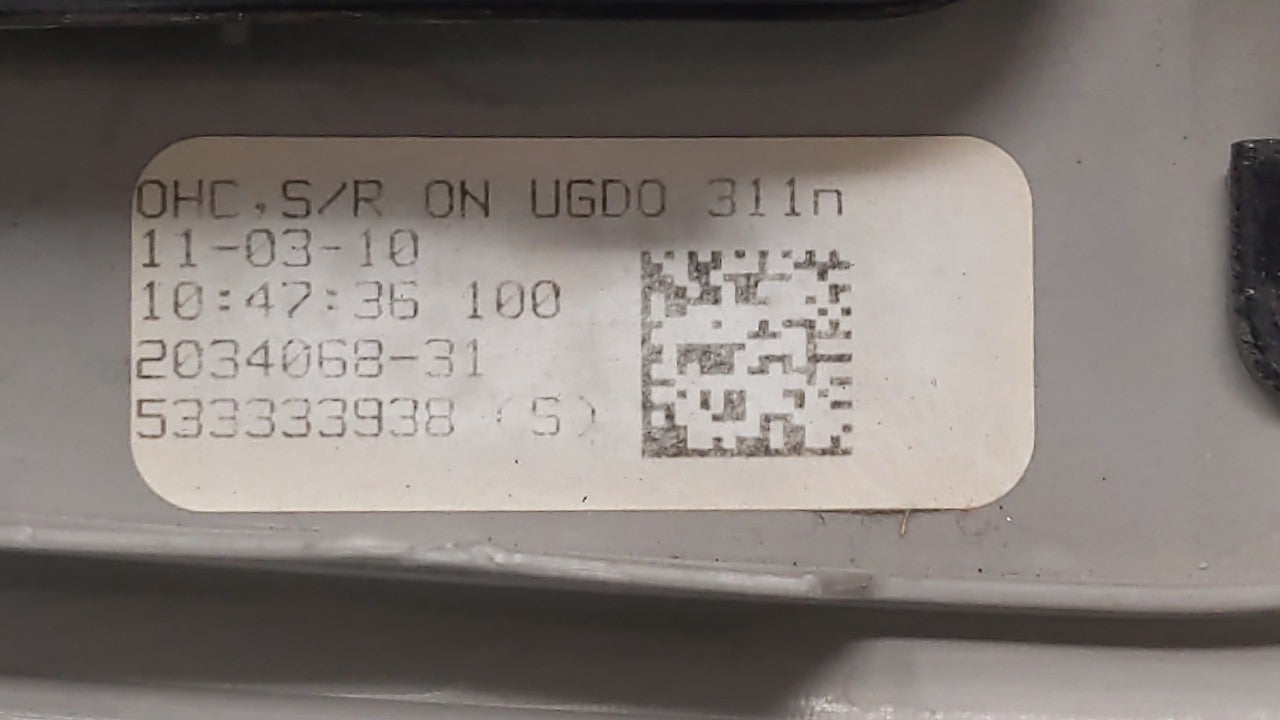 OHC,S/R ON UGDO 311n
11-03-10
10:47:36 100
2034068-31
533333938 (S)